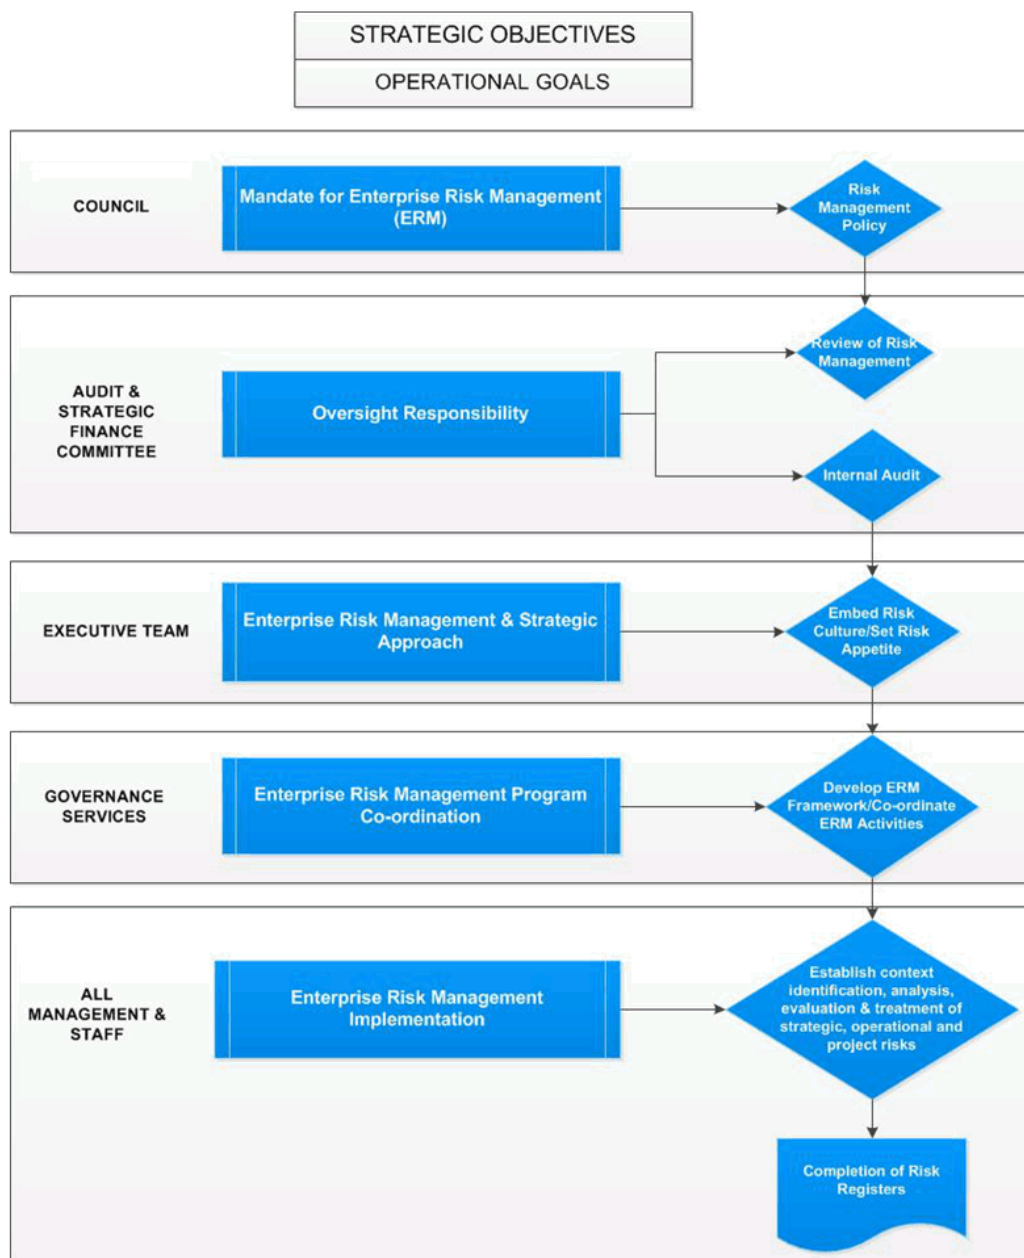 STRATEGIC OBJECTIVES
OPERATIONAL GOALS
COUNCIL
Mandate for Enterprise Risk Management
(ERM)
Risk
Management
Policy
AUDIT &
STRATEGIC
FINANCE
COMMITTEE
Oversight Responsibility
Review of Risk
Management
Internal Audit
EXECUTIVE TEAM
Enterprise Risk Management & Strategic
Approach
Embed Risk
Culture/Set Risk
Appetite
GOVERNANCE
SERVICES
Enterprise Risk Management Program
Co-ordination
Develop ERM
Framework/Co-ordinate
ERM Activities
ALL
MANAGEMENT &
STAFF
Enterprise Risk Management
Implementation
Establish context
identification, analysis,
evaluation & treatment of
strategic, operational and
project risks
Completion of Risk
Registers